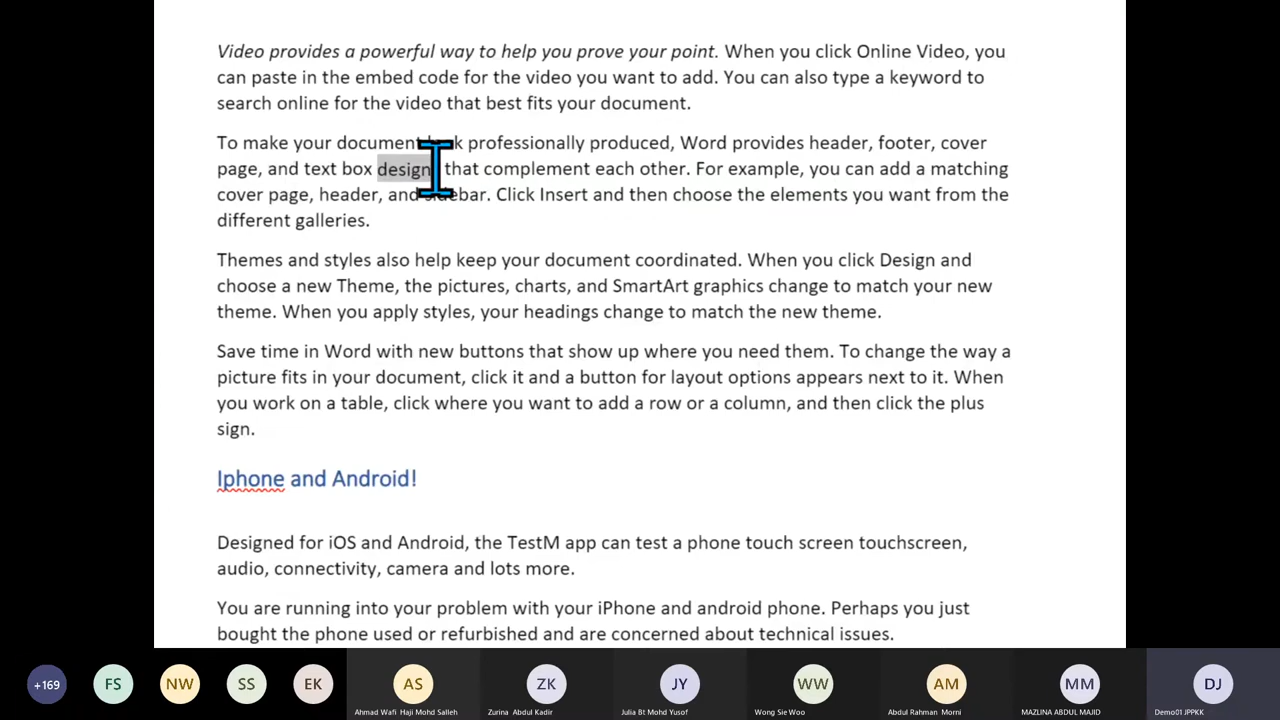 Video provides a powerful way to help you prove your point. When you click Online Video, you
can paste in the embed code for the video you want to add. You can also type a keyword to
search online for the video that best fits your document.
To make your document look professionally produced, Word provides header, footer, cover
page, and text box designs that complement each other. For example, you can add a matching
cover page, header, and sidebar. Click Insert and then choose the elements you want from the
different galleries.
Themes and styles also help keep your document coordinated. When you click Design and
choose a new Theme, the pictures, charts, and SmartArt graphics change to match your new
theme. When you apply styles, your headings change to match the new theme.
Save time in Word with new buttons that show up where you need them. To change the way a
picture fits in your document, click it and a button for layout options appears next to it. When
you work on a table, click where you want to add a row or a column, and then click the plus
sign.
Iphone and Android!
Designed for iOS and Android, the TestM app can test a phone touch screen touchscreen,
audio, connectivity, camera and lots more.
You are running into your problem with your iPhone and android phone. Perhaps you just
bought the phone used or refurbished and are concerned about technical issues.
+169 FS NW SS EK AS ZK JY WW AM MM DJ
Ahmad Wafi Haji Mohd Salleh Zurina Abdul Kadir Julia Bt Mohd Yusof Wong Sie Woo Abdul Rahman Morni MAZLINA ABDUL MAJID Demo01 JPPKK